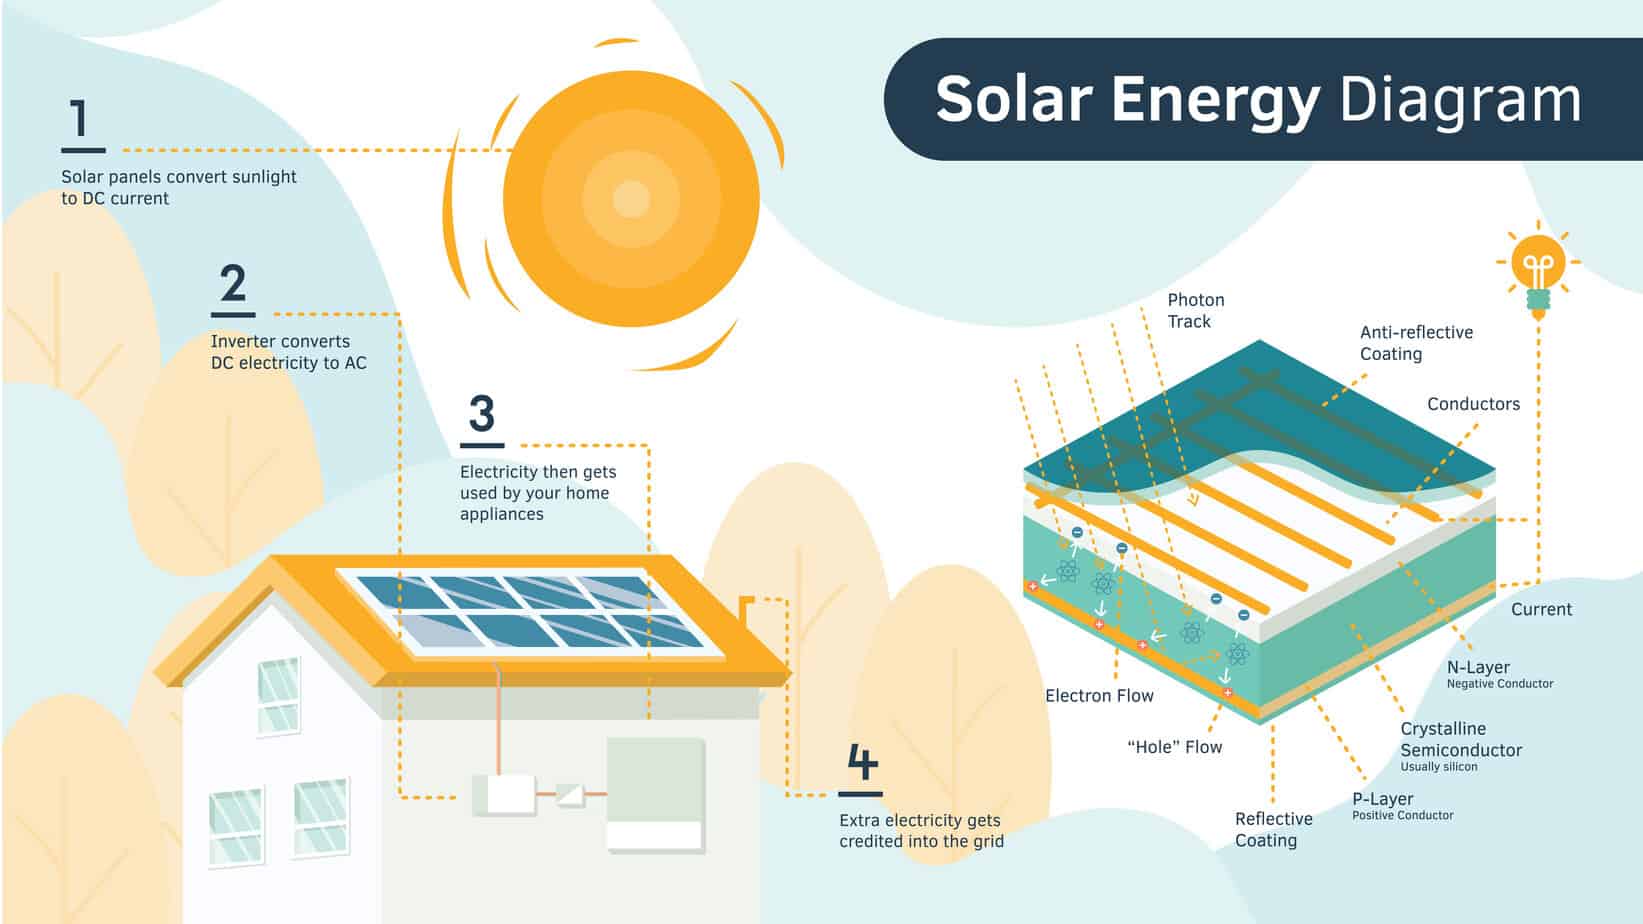 Solar Energy Diagram
1
Solar panels convert sunlight
to DC current
2
Inverter converts
DC electricity to AC
3
Electricity then gets
used by your home
appliances
4
Extra electricity gets
credited into the grid
Photon
Track
Anti-reflective
Coating
Conductors
Current
N-Layer
Negative Conductor
Crystalline
Semiconductor
Usually silicon
P-Layer
Positive Conductor
Reflective
Coating
“Hole” Flow
Electron Flow